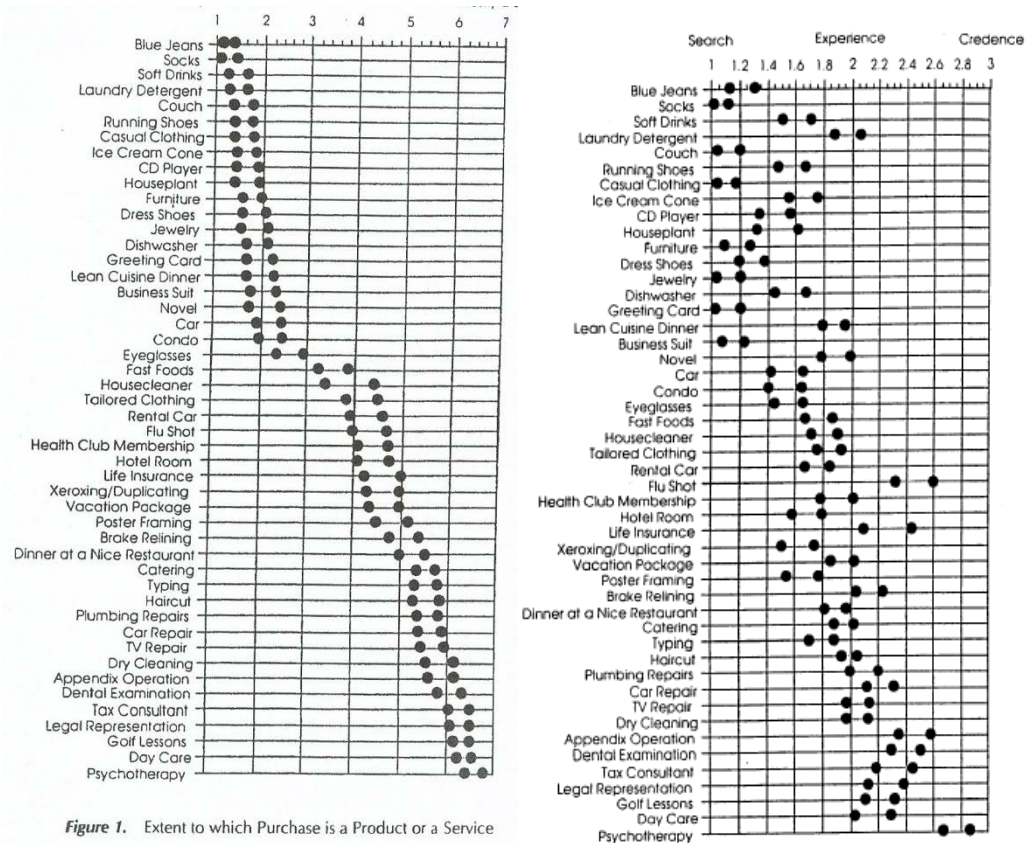 1 2 3 4 5 6 7
Blue Jeans
Socks
Soft Drinks
Laundry Detergent
Couch
Running Shoes
Casual Clothing
Ice Cream Cone
CD Player
Houseplant
Furniture
Dress Shoes
Jewelry
Dishwasher
Greeting Card
Lean Cuisine Dinner
Business Suit
Novel
Car
Condo
Eyeglasses
Fast Foods
Housecleaner
Tailored Clothing
Rental Car
Flu Shot
Health Club Membership
Hotel Room
Life Insurance
Xeroxing/Duplicating
Vacation Package
Poster Framing
Brake Relining
Dinner at a Nice Restaurant
Catering
Typing
Haircut
Plumbing Repairs
Car Repair
TV Repair
Dry Cleaning
Appendix Operation
Dental Examination
Tax Consultant
Legal Representation
Golf Lessons
Day Care
Psychotherapy
Figure 1. Extent to which Purchase is a Product or a Service
Search Experience Credence
1 1.2 1.4 1.6 1.8 2 2.2 2.4 2.6 2.8 3
Blue Jeans
Socks
Soft Drinks
Laundry Detergent
Couch
Running Shoes
Casual Clothing
Ice Cream Cone
CD Player
Houseplant
Furniture
Dress Shoes
Jewelry
Dishwasher
Greeting Card
Lean Cuisine Dinner
Business Suit
Novel
Car
Condo
Eyeglasses
Fast Foods
Housecleaner
Tailored Clothing
Rental Car
Flu Shot
Health Club Membership
Hotel Room
Life Insurance
Xeroxing/Duplicating
Vacation Package
Poster Framing
Brake Relining
Dinner at a Nice Restaurant
Catering
Typing
Haircut
Plumbing Repairs
Car Repair
TV Repair
Dry Cleaning
Appendix Operation
Dental Examination
Tax Consultant
Legal Representation
Golf Lessons
Day Care
Psychotherapy